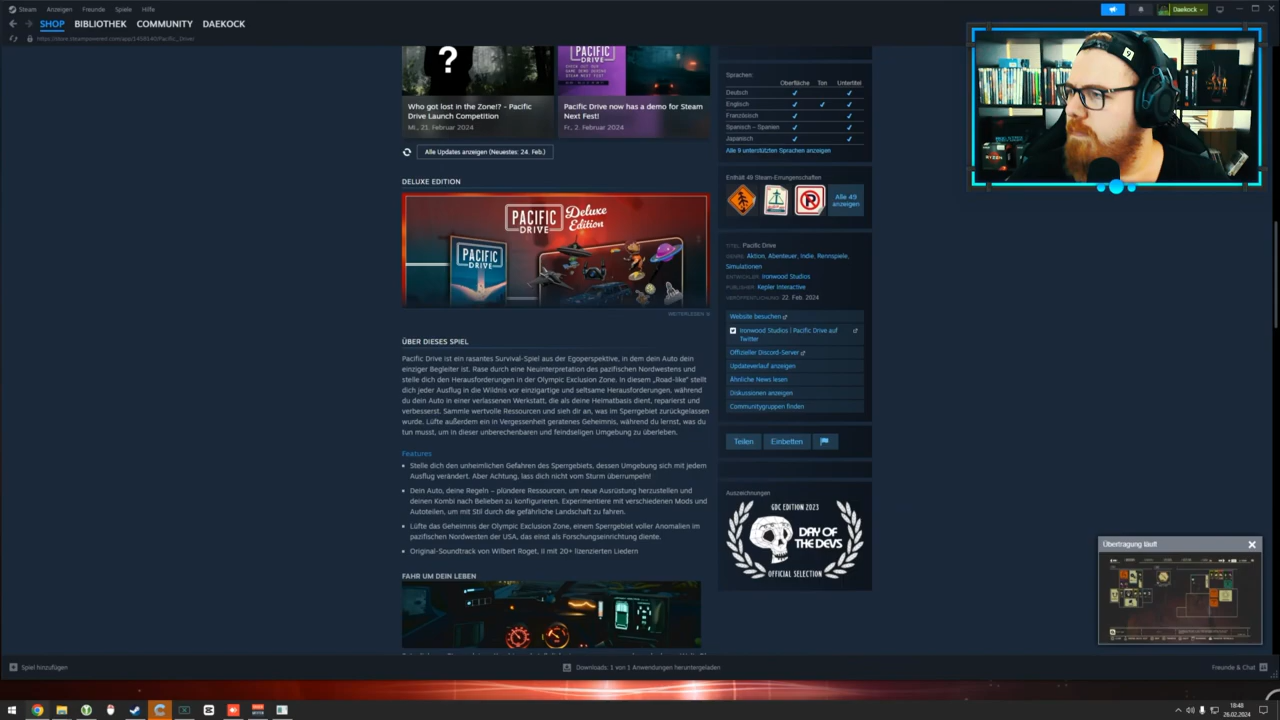 Steam Anzeigen Freunde Spiele Hilfe
Daekock
SHOP BIBLIOTHEK COMMUNITY DAEKOCK
Who got lost in the Zone!? - Pacific
Drive Launch Competition
Mi., 21. Februar 2024
PACIFIC
DRIVE
Pacific Drive now has a demo for Steam
Next Fest!
Fr., 2. Februar 2024
Alle Updates anzeigen (Neuestes: 24. Feb.)
DELUXE EDITION
PACIFIC
DRIVE
Deluxe
Edition
PACIFIC
DRIVE
WEITERLESEN
ÜBER DIESES SPIEL
Pacific Drive ist ein rasantes Survival-Spiel aus der Egoperspektive, in dem dein Auto dein
einziger Begleiter ist. Rase durch eine Neuinterpretation des pazifischen Nordwestens und
stelle dich den Herausforderungen in der Olympic Exclusion Zone. In diesem „Road-like“ stellt
dich jeder Ausflug in die Wildnis vor einzigartige und seltsame Herausforderungen, während
du dein Auto in einer verlassenen Werkstatt, die als deine Heimatbasis dient, reparierst und
verbesserst. Sammle wertvolle Ressourcen und sieh dir an, was im Sperrgebiet zurückgelassen
wurde. Lüfte außerdem ein in Vergessenheit geratenes Geheimnis, während du lernst, was du
tun musst, um in dieser unberechenbaren und feindseligen Umgebung zu überleben.
Features
Stelle dich den unheimlichen Gefahren des Sperrgebiets, dessen Umgebung sich mit jedem
Ausflug verändert. Aber Achtung, lass dich nicht vom Sturm überrumpeln!
Dein Auto, deine Regeln – plündere Ressourcen, um neue Ausrüstung herzustellen und
deinen Kombi nach Belieben zu konfigurieren. Experimentiere mit verschiedenen Mods und
Autoteilen, um mit Stil durch die gefährliche Landschaft zu fahren.
Lüfte das Geheimnis der Olympic Exclusion Zone, einem Sperrgebiet voller Anomalien im
pazifischen Nordwesten der USA, das einst als Forschungseinrichtung diente.
Original-Soundtrack von Wilbert Roget, II mit 20+ lizenzierten Liedern
FAHR UM DEIN LEBEN
Sprachen:
Oberfläche Ton Untertitel
Deutsch ✔ ✔
Englisch ✔ ✔ ✔
Französisch ✔ ✔
Spanisch – Spanien ✔ ✔
Japanisch ✔ ✔
Alle 9 unterstützten Sprachen anzeigen
Enthält 49 Steam-Errungenschaften
Alle 49
anzeigen
TITEL: Pacific Drive
GENRE: Aktion, Abenteuer, Indie, Rennspiele,
Simulationen
ENTWICKLER: Ironwood Studios
PUBLISHER: Kepler Interactive
VERÖFFENTLICHUNG: 22. Feb. 2024
Website besuchen
Ironwood Studios | Pacific Drive auf
Twitter
Offizieller Discord-Server
Updateverlauf anzeigen
Ähnliche News lesen
Diskussionen anzeigen
Communitygruppen finden
Teilen Einbetten
Auszeichnungen
GDC EDITION 2023
DAY OF
THE DEVS
OFFICIAL SELECTION
RYZEN
Übertragung läuft
Spiel hinzufügen
Downloads: 1 von 1 Anwendungen heruntergeladen
Freunde & Chat
18:48
26.02.2024